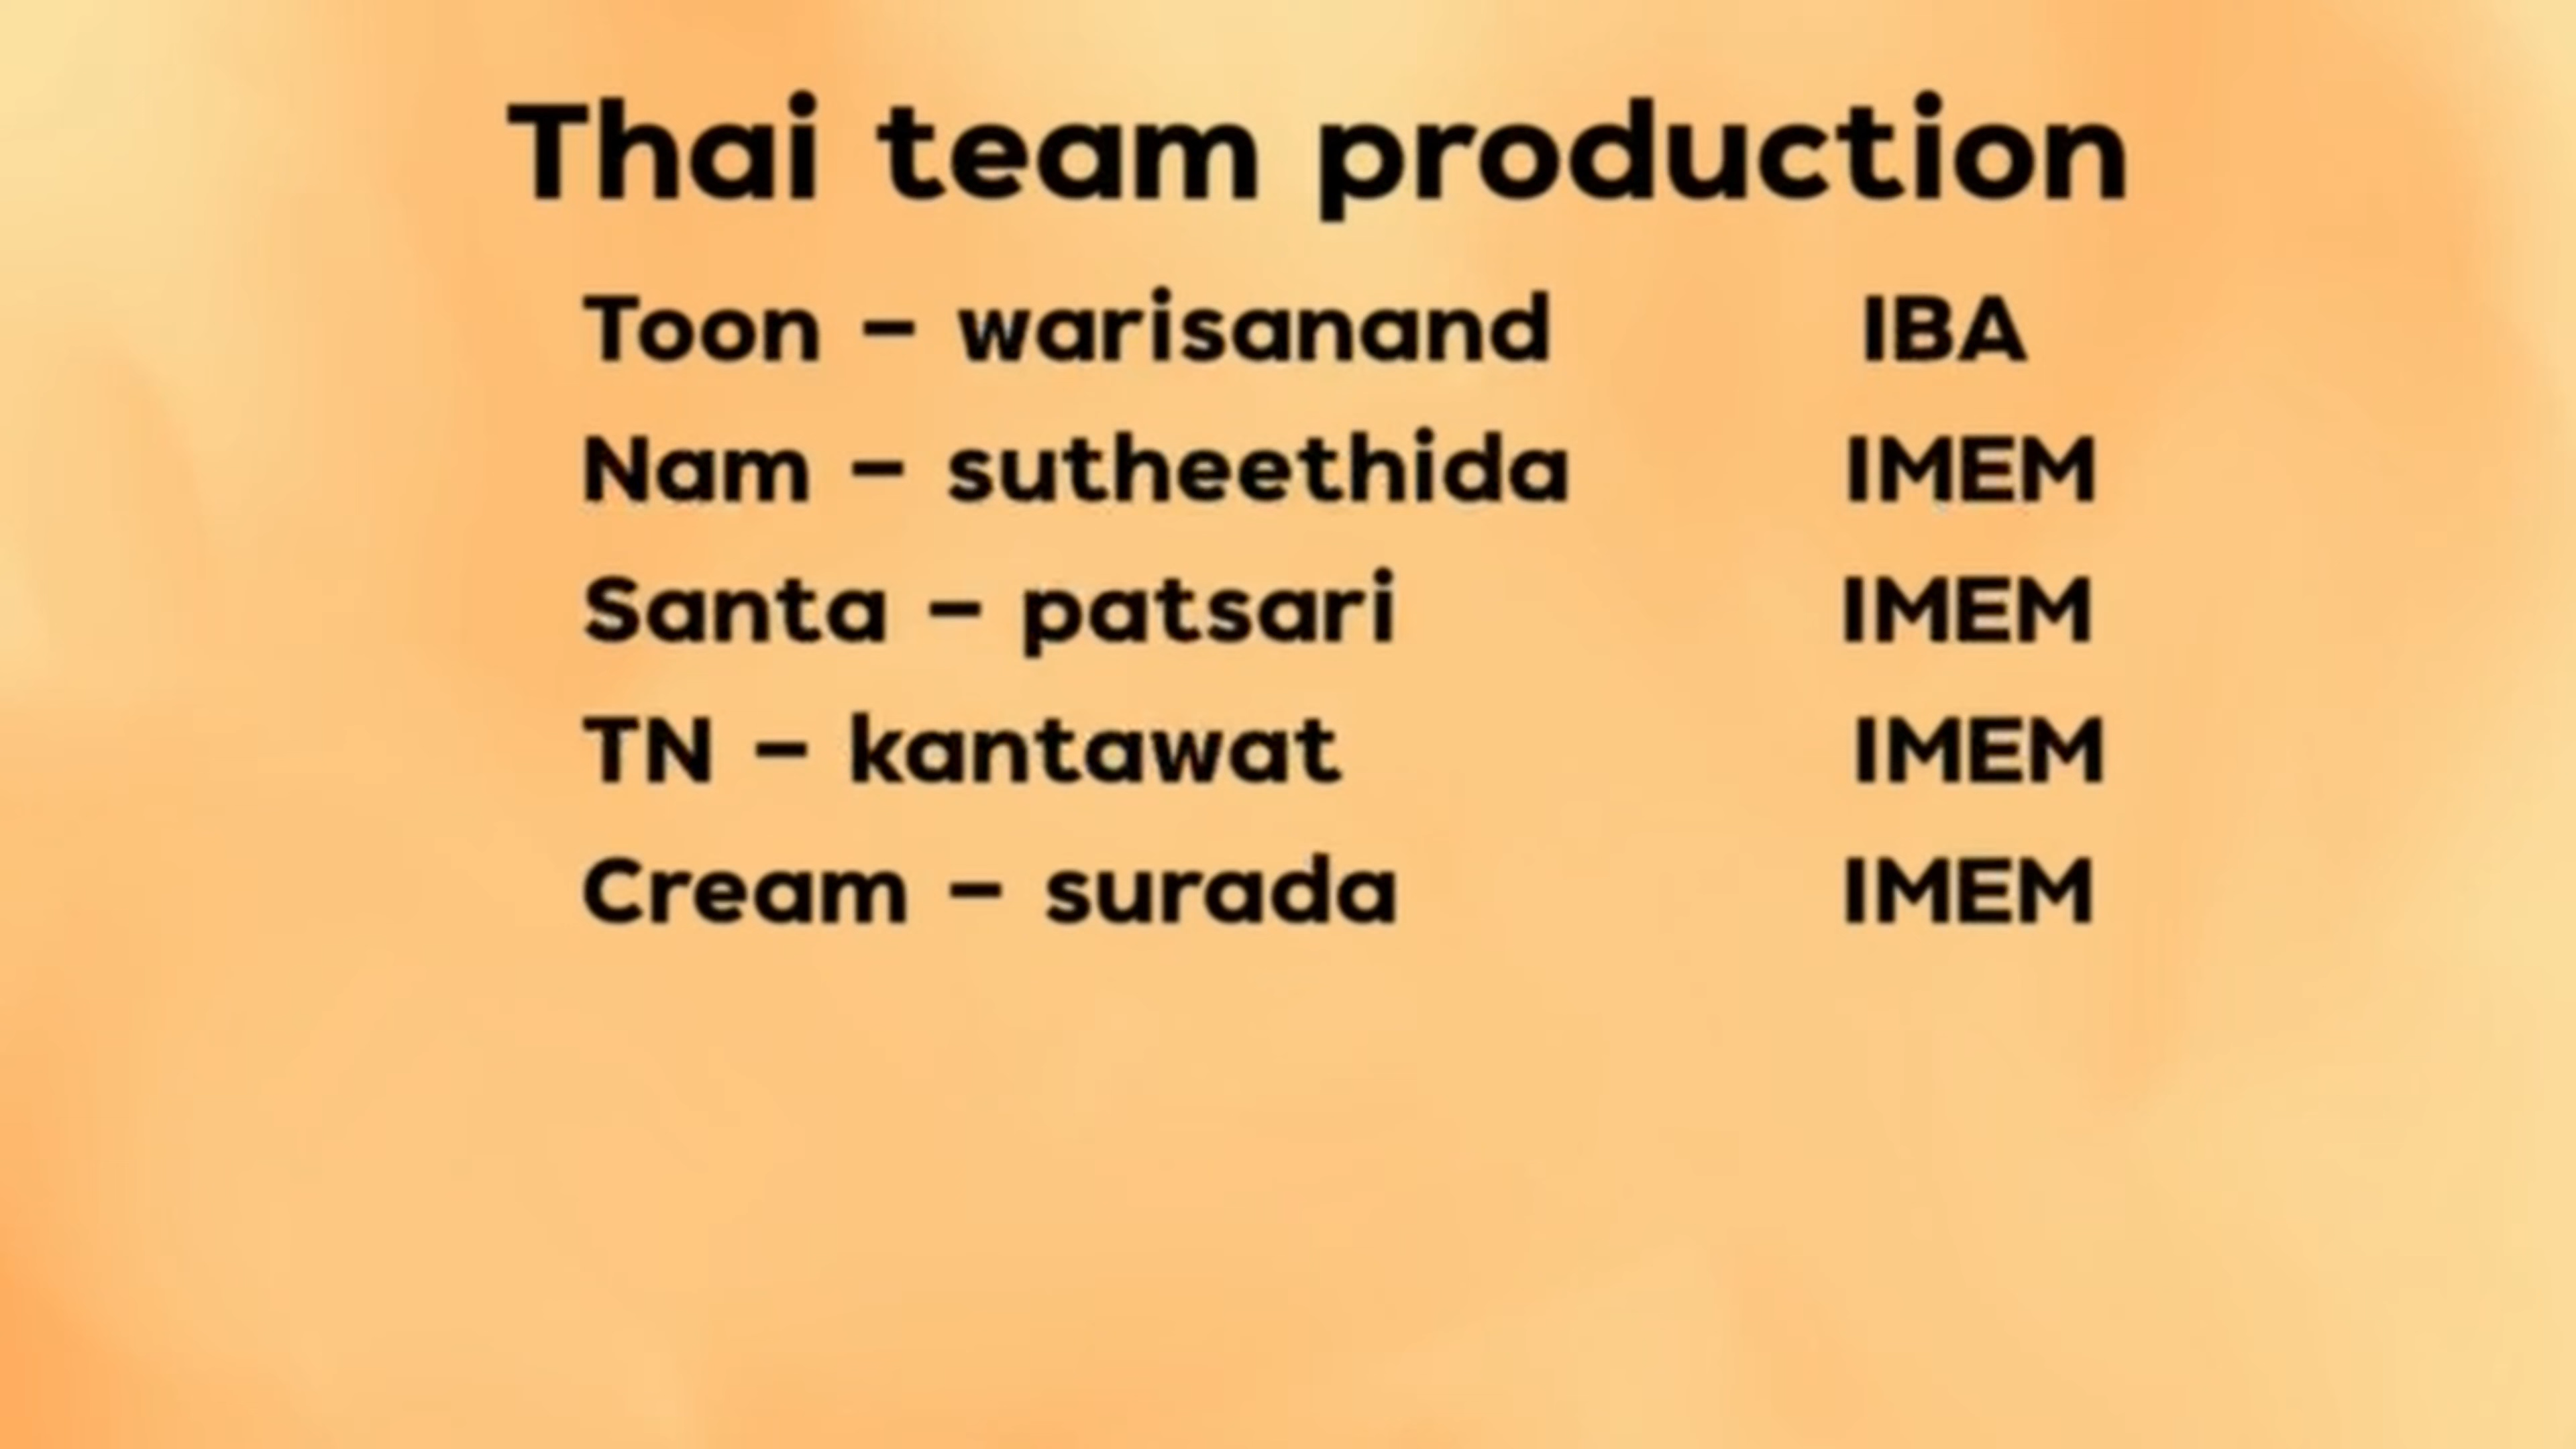 Thai team production
Toon - warisanand IBA
Nam - sutheethida IMEM
Santa - patsari IMEM
TN - kantawat IMEM
Cream - surada IMEM